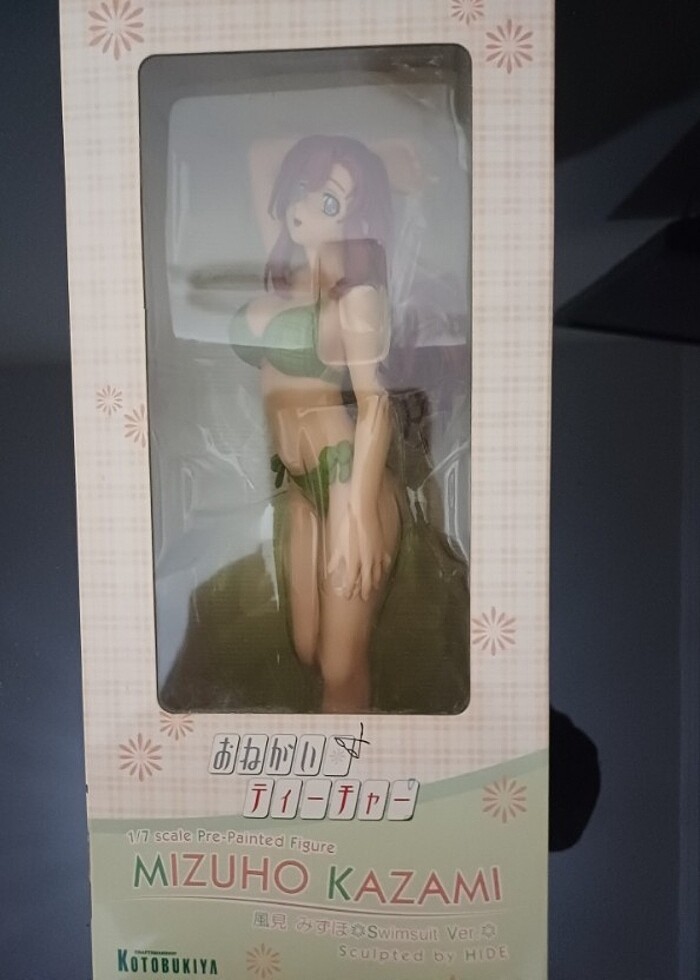 おねがい☆
ティーチャー
1/7 scale Pre-Painted Figure
MIZUHO KAZAMI
風見 みずほ✡Swimsuit Ver.✡
Sculpted by HIDE
KOTOBUKIYA